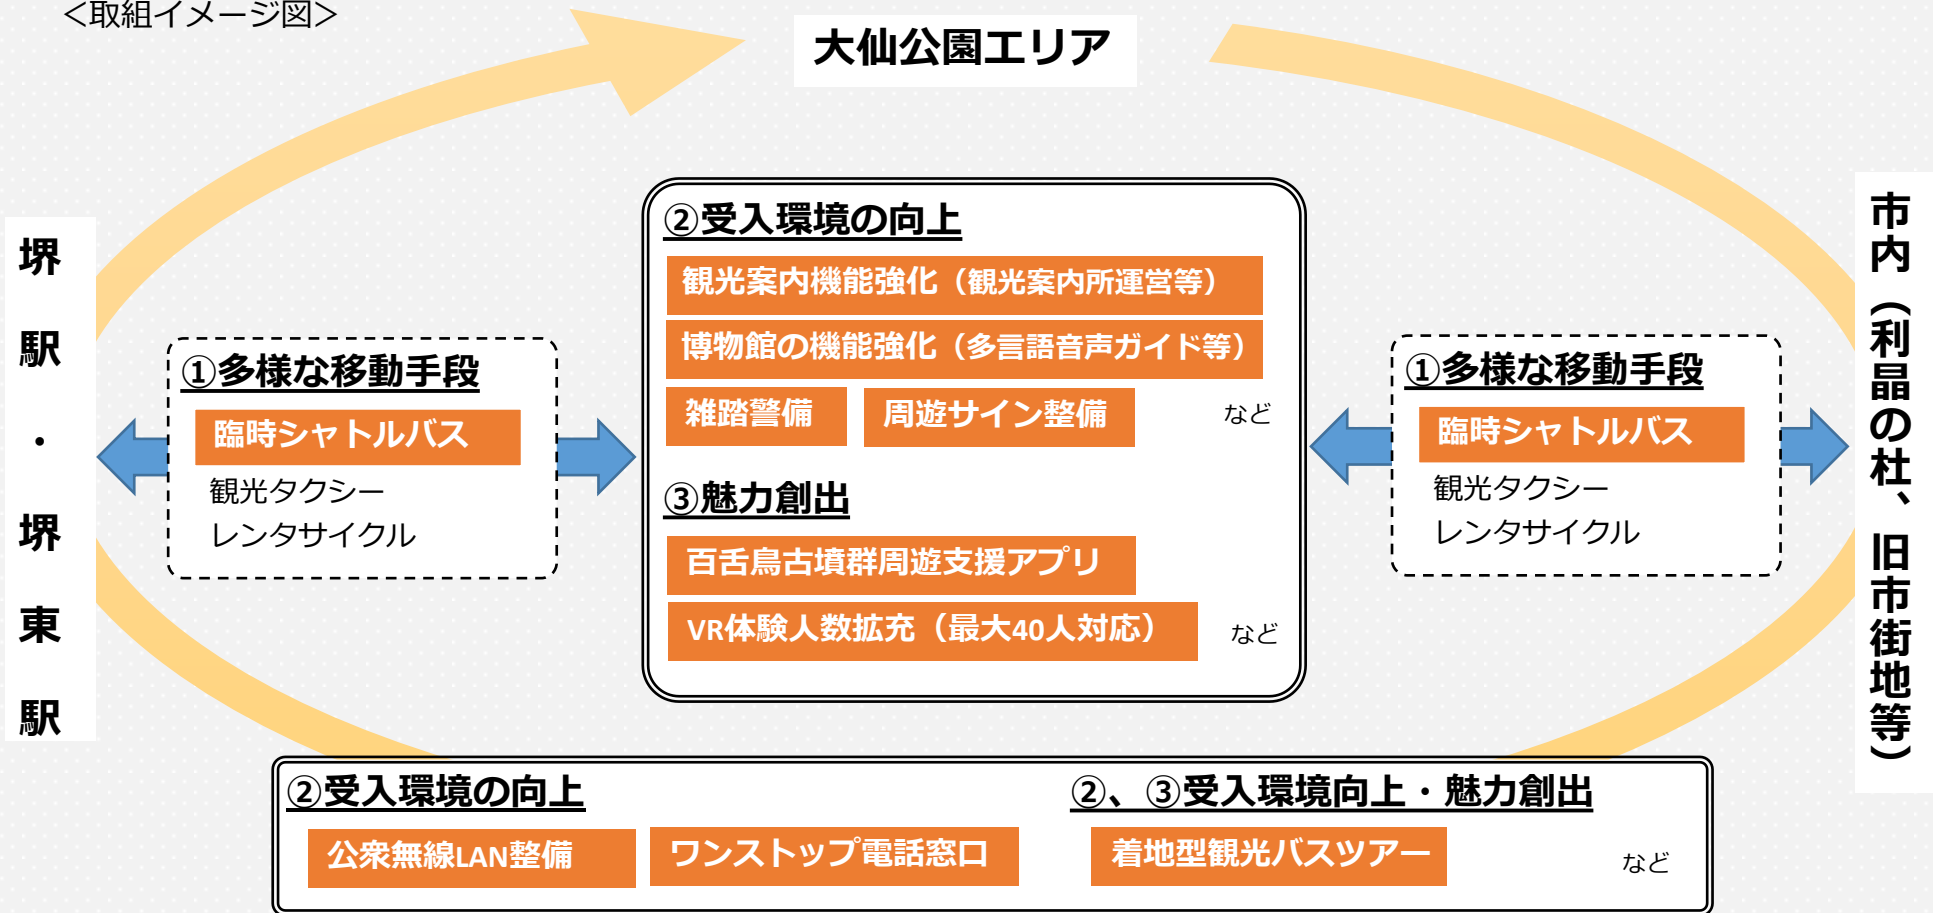 <取組イメージ図>
大仙公園エリア
堺駅・堺東駅
①多様な移動手段
臨時シャトルバス
観光タクシー
レンタサイクル
②受入環境の向上
観光案内機能強化（観光案内所運営等）
博物館の機能強化（多言語音声ガイド等）
雑踏警備
周遊サイン整備
など
③魅力創出
百舌鳥古墳群周遊支援アプリ
VR体験人数拡充（最大40人対応）
など
①多様な移動手段
臨時シャトルバス
観光タクシー
レンタサイクル
市内（利晶の杜、旧市街地等）
②受入環境の向上
公衆無線LAN整備
ワンストップ電話窓口
②、③受入環境向上・魅力創出
着地型観光バスツアー
など